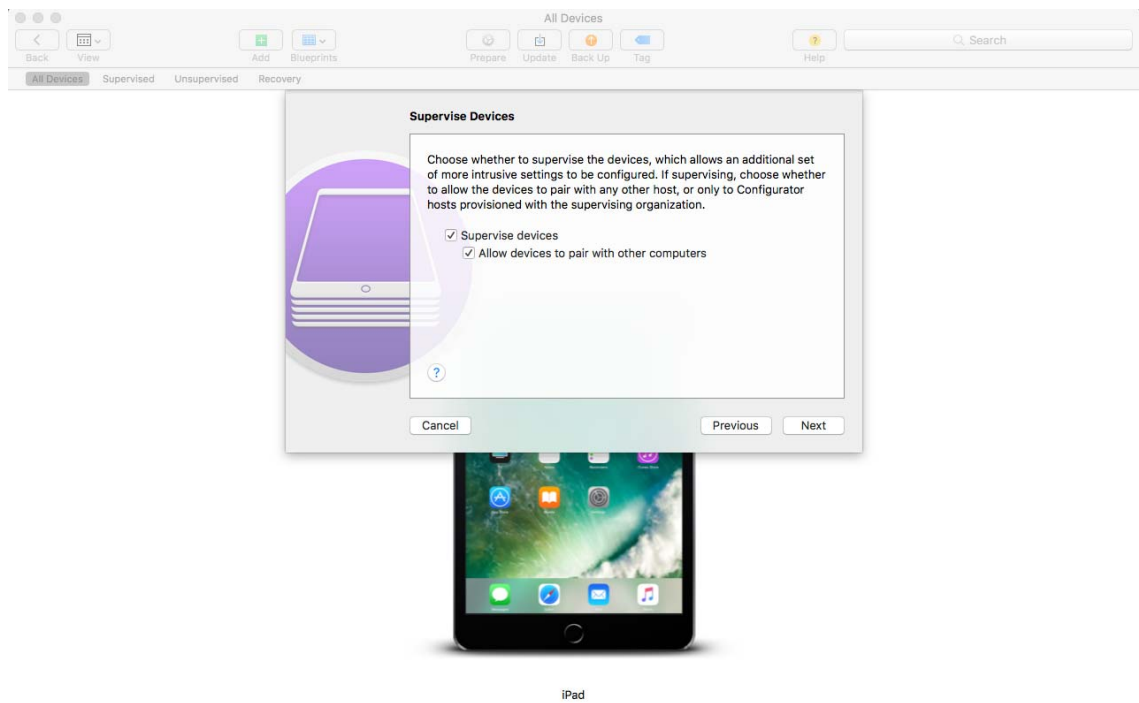 All Devices
Back View Add Blueprints Prepare Update Back Up Tag Help Search
All Devices Supervised Unsupervised Recovery
Supervise Devices
Choose whether to supervise the devices, which allows an additional set
of more intrusive settings to be configured. If supervising, choose whether
to allow the devices to pair with any other host, or only to Configurator
hosts provisioned with the supervising organization.
Supervise devices
Allow devices to pair with other computers
?
Cancel Previous Next
iPad